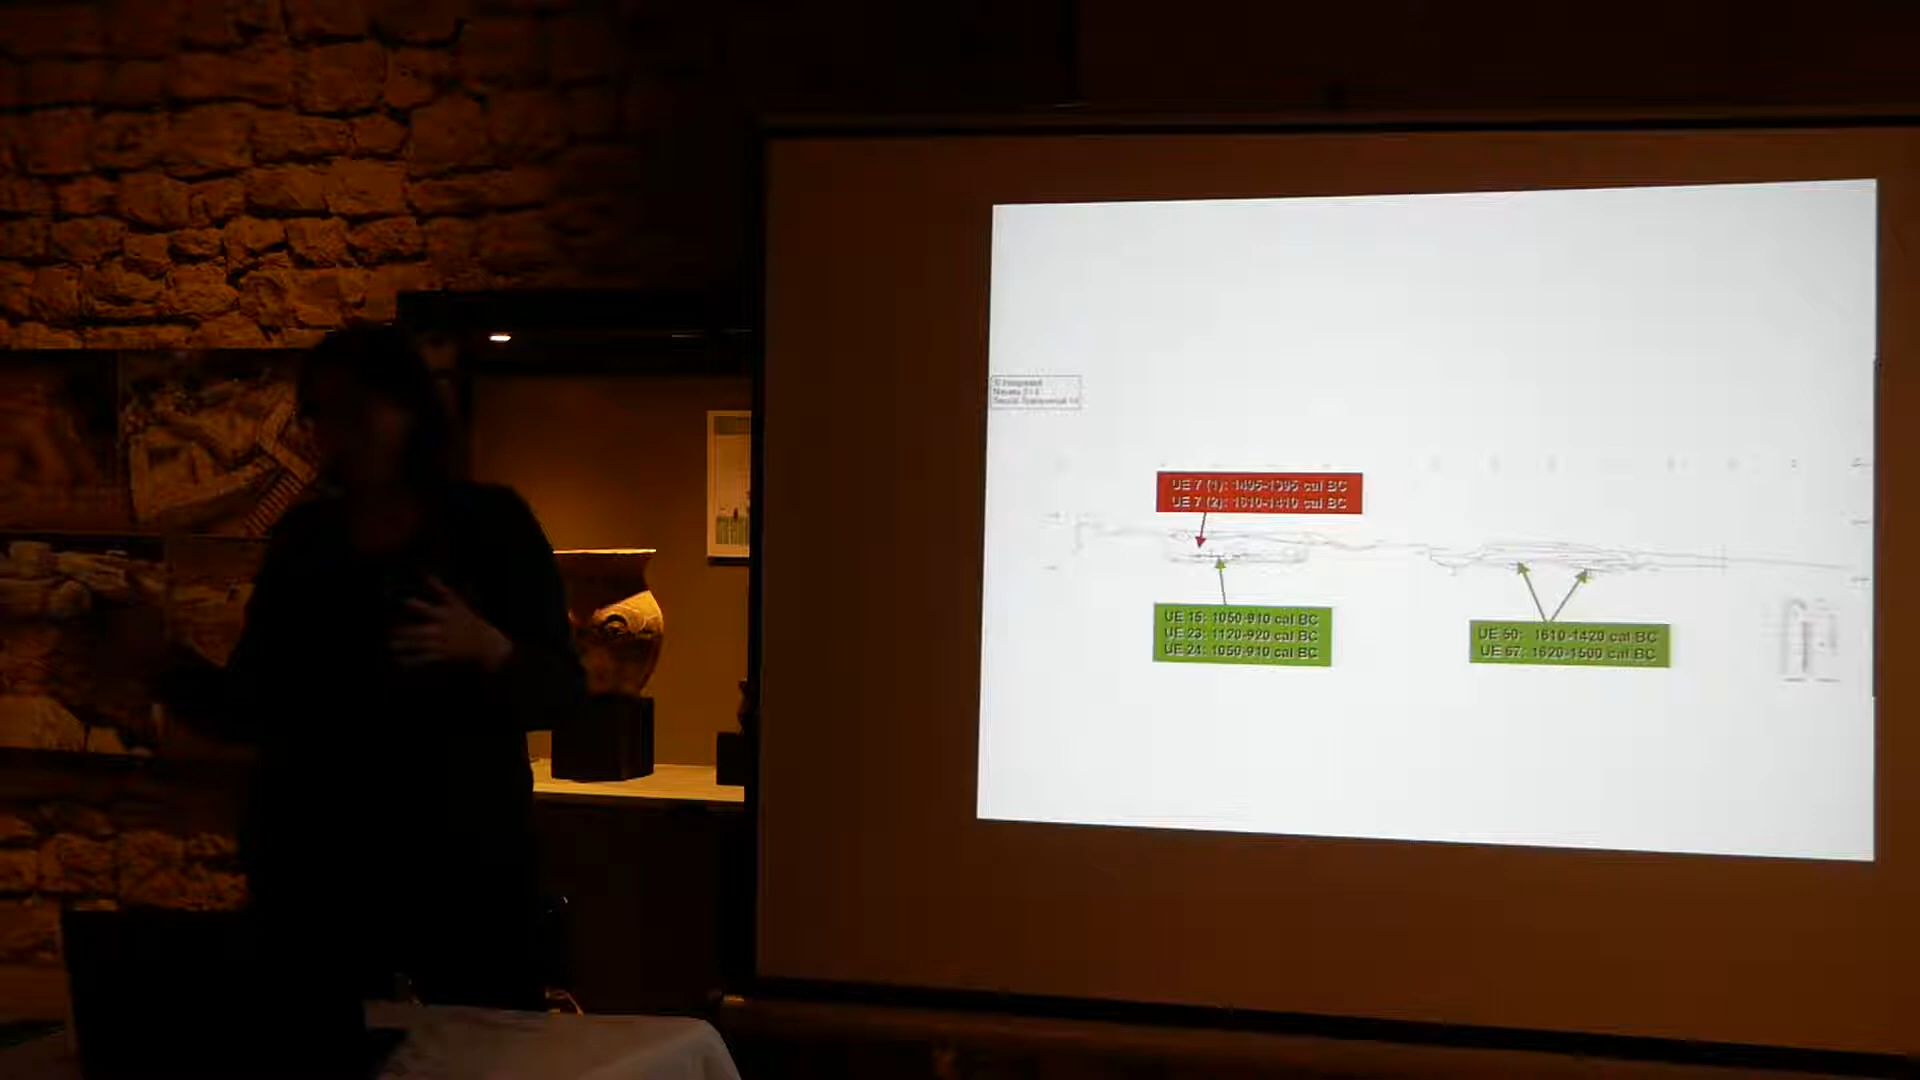 UE 7 (1): 1495-1395 cal BC
UE 7 (2): 1610-1410 cal BC
UE 15: 1050-910 cal BC
UE 23: 1120-920 cal BC
UE 24: 1050-910 cal BC
UE 50: 1610-1420 cal BC
UE 67: 1620-1500 cal BC